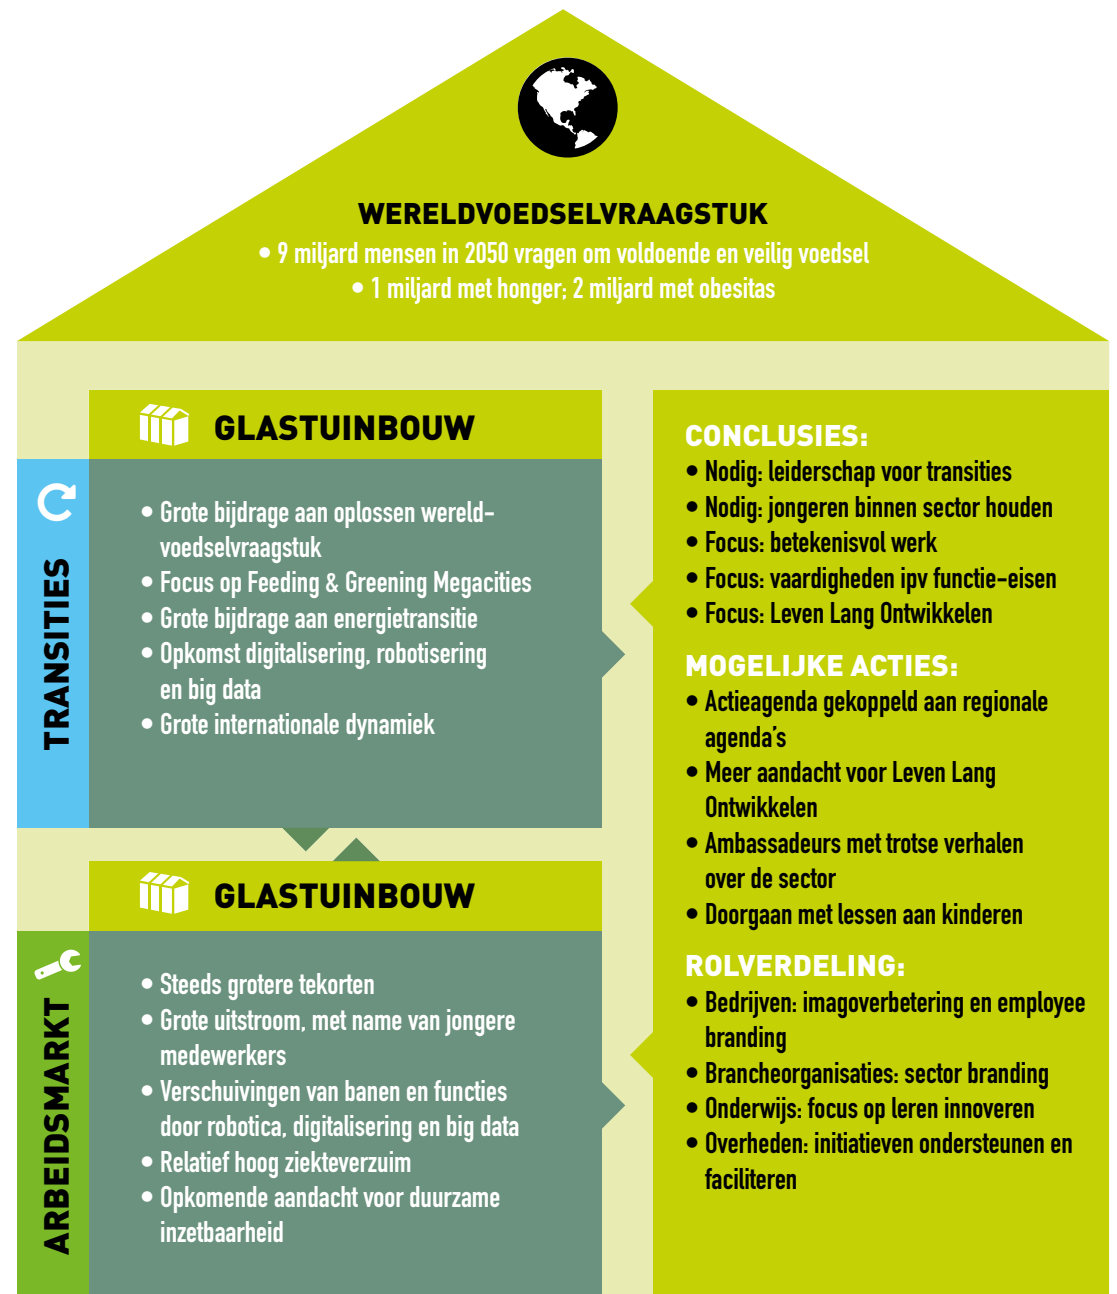 WERELDVOEDSELVRAAGSTUK
• 9 miljard mensen in 2050 vragen om voldoende en veilig voedsel
• 1 miljard met honger; 2 miljard met obesitas
GLASTUINBOUW
TRANSITIES
• Grote bijdrage aan oplossen wereld-
voedselvraagstuk
• Focus op Feeding & Greening Megacities
• Grote bijdrage aan energietransitie
• Opkomst digitalisering, robotisering
en big data
• Grote internationale dynamiek
GLASTUINBOUW
ARBEIDSMARKT
• Steeds grotere tekorten
• Grote uitstroom, met name van jongere
medewerkers
• Verschuivingen van banen en functies
door robotica, digitalisering en big data
• Relatief hoog ziekteverzuim
• Opkomende aandacht voor duurzame
inzetbaarheid
CONCLUSIES:
• Nodig: leiderschap voor transities
• Nodig: jongeren binnen sector houden
• Focus: betekenisvol werk
• Focus: vaardigheden ipv functie-eisen
• Focus: Leven Lang Ontwikkelen
MOGELIJKE ACTIES:
• Actieagenda gekoppeld aan regionale
agenda's
• Meer aandacht voor Leven Lang
Ontwikkelen
• Ambassadeurs met trotse verhalen
over de sector
• Doorgaan met lessen aan kinderen
ROLVERDELING:
• Bedrijven: imagoverbetering en employee
branding
• Brancheorganisaties: sector branding
• Onderwijs: focus op leren innoveren
• Overheden: initiatieven ondersteunen en
faciliteren